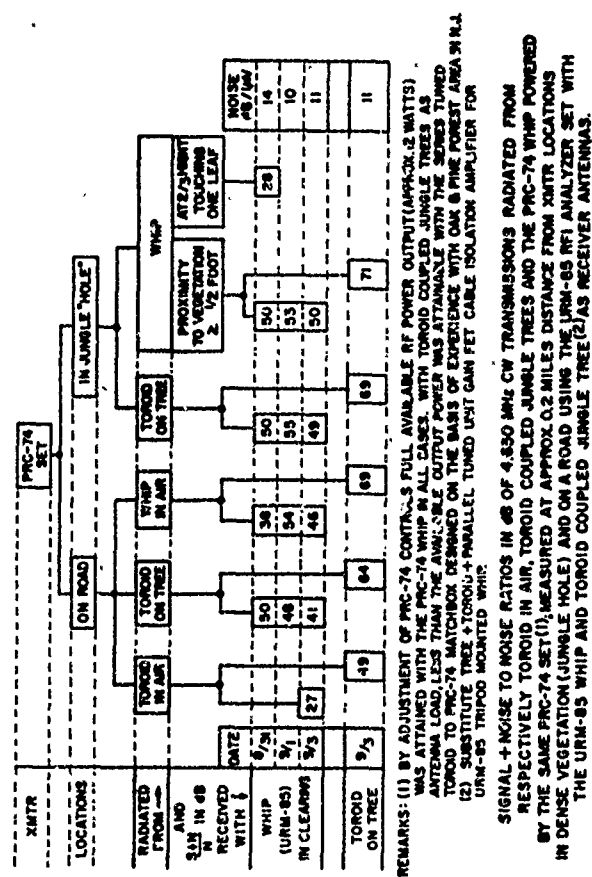 XMTR
PRC-74 SET
LOCATIONS
ON ROAD
IN JUNGLE "HOLE"
RADIATED FROM →
TOROID IN AIR
TOROID ON TREE
WHIP IN AIR
TOROID ON TREE
WHIP
PROXIMITY TO VEGETATION ≥ 1/2 FOOT
AT 2/3 HEIGHT TOUCHING ONE LEAF
AND S+N/N IN dB RECEIVED WITH ↓
DATE
NOISE dB/μV
WHIP (URM-85) IN CLEARING
8/31 50 38 50 50 28 14
9/1 48 54 55 53 10
9/3 27 41 46 49 50 11
TOROID ON TREE
9/3 49 64 69 69 71 11
REMARKS: (1) BY ADJUSTMENT OF PRC-74 CONTROLS FULL AVAILABLE RF POWER OUTPUT (APPROX. 12 WATTS)
WAS ATTAINED WITH THE PRC-74 WHIP IN ALL CASES. WITH TOROID COUPLED JUNGLE TREES AS
ANTENNA LOAD, LESS THAN THE AVAILABLE OUTPUT POWER WAS ATTAINABLE WITH THE SERIES TUNED
TOROID TO PRC-74 MATCHBOX DESIGNED ON THE BASIS OF EXPERIENCE WITH OAK & PINE FOREST AREA IN N.J.
(2) SUBSTITUTE TREE + TOROID + PARALLEL TUNED UNIT GAIN FET CABLE ISOLATION AMPLIFIER FOR
URM-85 TRIPOD MOUNTED WHIP.
SIGNAL + NOISE TO NOISE RATIOS IN dB OF 4.650 MHz CW TRANSMISSIONS RADIATED FROM
RESPECTIVELY TOROID IN AIR, TOROID COUPLED JUNGLE TREES AND THE PRC-74 WHIP POWERED
BY THE SAME PRC-74 SET (1), MEASURED AT APPROX. 0.2 MILES DISTANCE FROM XMTR LOCATIONS
IN DENSE VEGETATION (JUNGLE HOLE) AND ON A ROAD USING THE URM-85 RFI ANALYZER SET WITH
THE URM-85 WHIP AND TOROID COUPLED JUNGLE TREE (2) AS RECEIVER ANTENNAS.